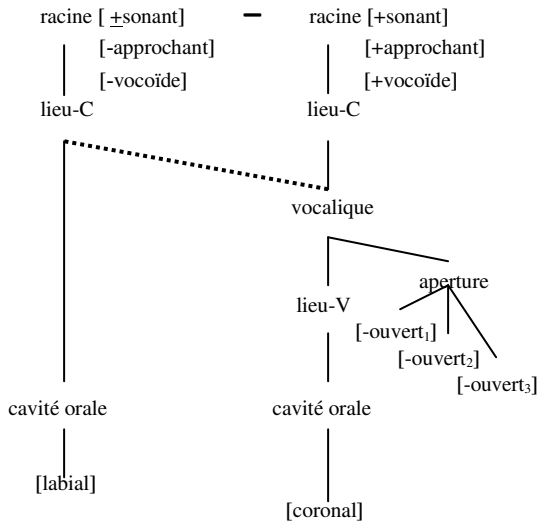 racine [ +sonant] – racine [+sonant]
[-approchant] [+approchant]
[-vocoïde] [+vocoïde]
lieu-C lieu-C
vocalique
aperture
lieu-V
[-ouvert₁]
[-ouvert₂]
[-ouvert₃]
cavité orale cavité orale
[labial]
[coronal]